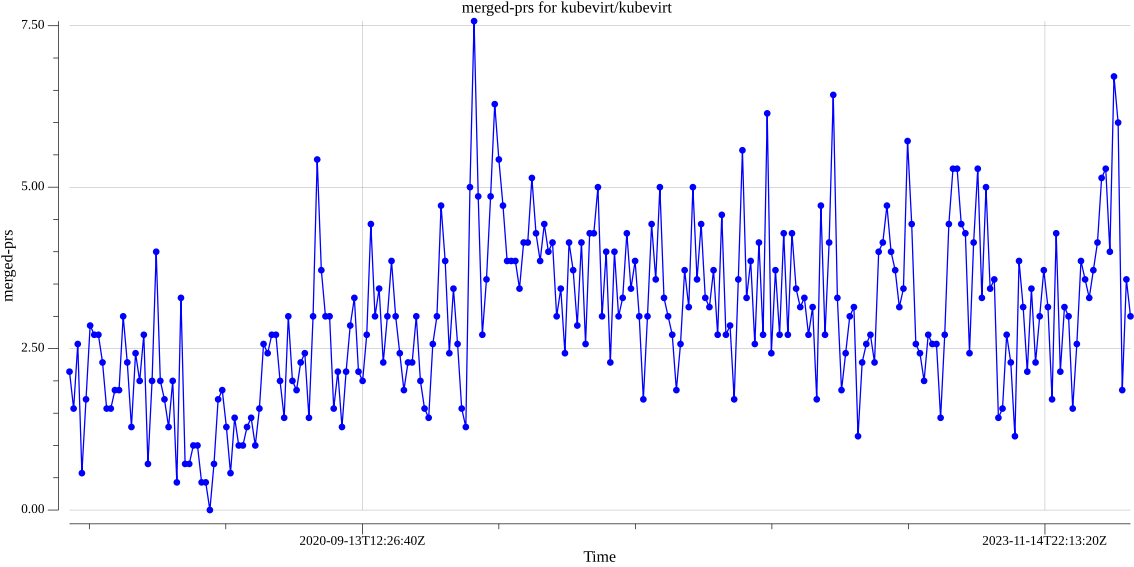 merged-prs for kubevirt/kubevirt
7.50
5.00
merged-prs
2.50
0.00
2020-09-13T12:26:40Z
2023-11-14T22:13:20Z
Time